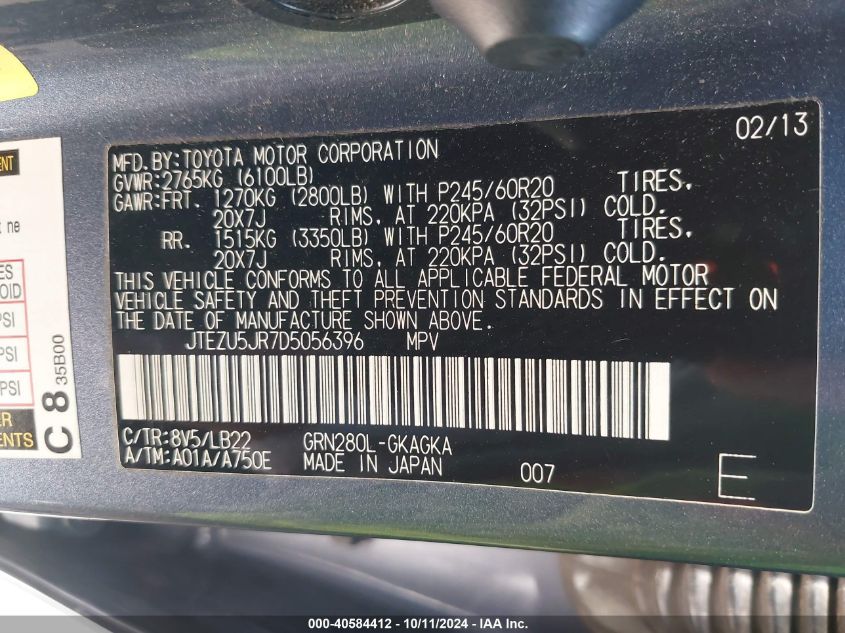 02/13
MFD. BY: TOYOTA MOTOR CORPORATION
GVWR: 2765KG (6100LB)
GAWR: FRT. 1270KG (2800LB) WITH P245/60R20 TIRES,
20X7J RIMS, AT 220KPA (32PSI) COLD.
RR. 1515KG (3350LB) WITH P245/60R20 TIRES,
20X7J RIMS, AT 220KPA (32PSI) COLD.
THIS VEHICLE CONFORMS TO ALL APPLICABLE FEDERAL MOTOR
VEHICLE SAFETY AND THEFT PREVENTION STANDARDS IN EFFECT ON
THE DATE OF MANUFACTURE SHOWN ABOVE.
JTEZU5JR7D5056396 MPV
C/TR: 8V5/LB22 GRN280L-GKAGKA
A/TM: A01A/A750E MADE IN JAPAN 007 E
C 8 35B00
000-40584412 - 10/11/2024 - IAA Inc.